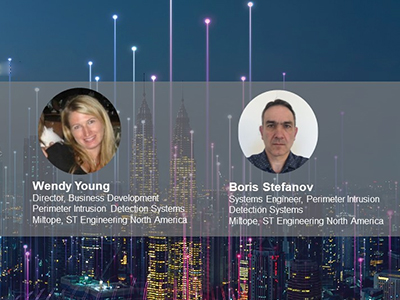 Wendy Young
Director, Business Development
Perimeter Intrusion Detection Systems
Miltope, ST Engineering North America
Boris Stefanov
Systems Engineer, Perimeter Intrusion
Detection Systems
Miltope, ST Engineering North America